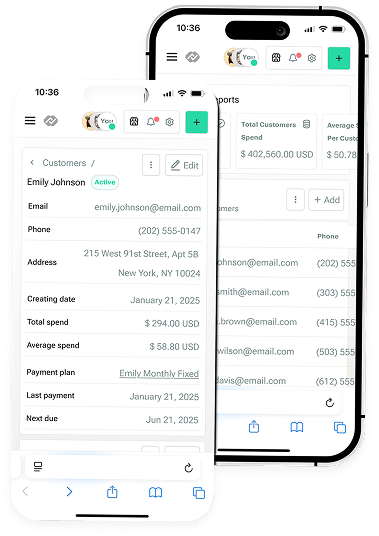 10:36
You
Customers /
Edit
Emily Johnson Active
Email emily.johnson@email.com
Phone (202) 555-0147
Address 215 West 91st Street, Apt 5B
New York, NY 10024
Creating date January 21, 2025
Total spend $ 294.00 USD
Average spend $ 58.80 USD
Payment plan Emily Monthly Fixed
Last payment January 21, 2025
Next due Jun 21, 2025
10:36
You
ports
Total Customers Spend
$ 402,560.00 USD
Average S
Per Custo
$ 50.78
+ Add
omers
Phone
ohnson@email.com (202) 555
smith@email.com (303) 555
.brown@email.com (415) 555
wilson@email.com (503) 555
davis@email.com (612) 555